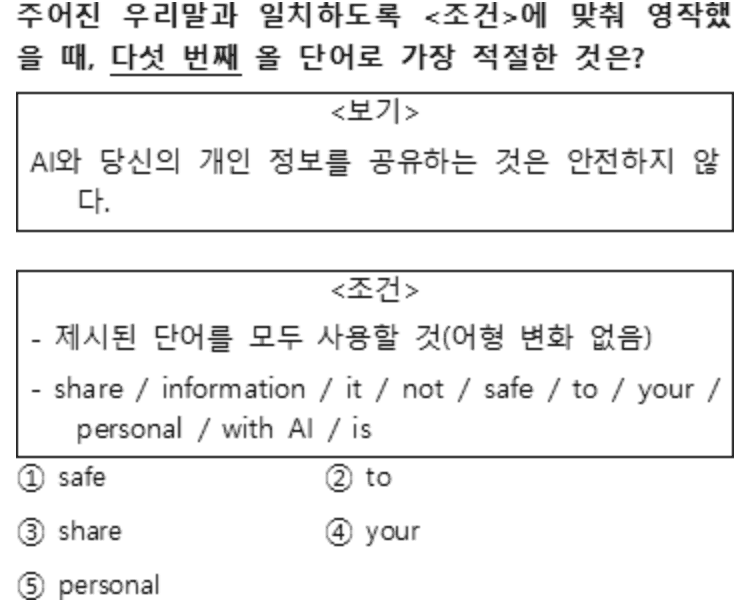 주어진 우리말과 일치하도록 <조건>에 맞춰 영작했
을 때, 다섯 번째 올 단어로 가장 적절한 것은?
<보기>
AI와 당신의 개인 정보를 공유하는 것은 안전하지 않
다.
<조건>
- 제시된 단어를 모두 사용할 것(어형 변화 없음)
- share / information / it / not / safe / to / your /
personal / with AI / is
① safe ② to
③ share ④ your
⑤ personal